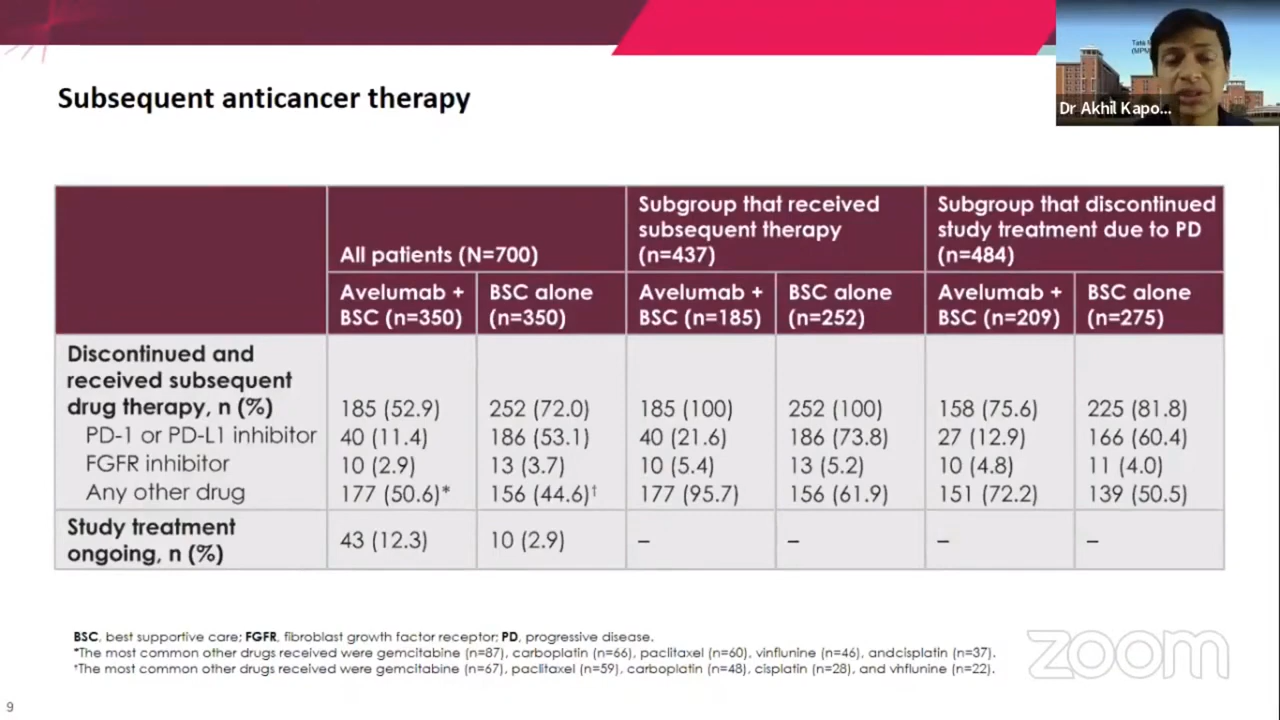 Tata
(MPM
Dr Akhil Kapo...
Subsequent anticancer therapy
All patients (N=700)
Subgroup that received
subsequent therapy
(n=437)
Subgroup that discontinued
study treatment due to PD
(n=484)
Avelumab +
BSC (n=350)
BSC alone
(n=350)
Avelumab +
BSC (n=185)
BSC alone
(n=252)
Avelumab +
BSC (n=209)
BSC alone
(n=275)
Discontinued and
received subsequent
drug therapy, n (%) 185 (52.9) 252 (72.0) 185 (100) 252 (100) 158 (75.6) 225 (81.8)
PD-1 or PD-L1 inhibitor 40 (11.4) 186 (53.1) 40 (21.6) 186 (73.8) 27 (12.9) 166 (60.4)
FGFR inhibitor 10 (2.9) 13 (3.7) 10 (5.4) 13 (5.2) 10 (4.8) 11 (4.0)
Any other drug 177 (50.6)* 156 (44.6)† 177 (95.7) 156 (61.9) 151 (72.2) 139 (50.5)
Study treatment
ongoing, n (%) 43 (12.3) 10 (2.9) – – – –
BSC, best supportive care; FGFR, fibroblast growth factor receptor; PD, progressive disease.
*The most common other drugs received were gemcitabine (n=87), carboplatin (n=66), paclitaxel (n=60), vinflunine (n=46), andcisplatin (n=37).
†The most common other drugs received were gemcitabine (n=67), paclitaxel (n=59), carboplatin (n=48), cisplatin (n=28), and vhflunine (n=22).
zoom
9